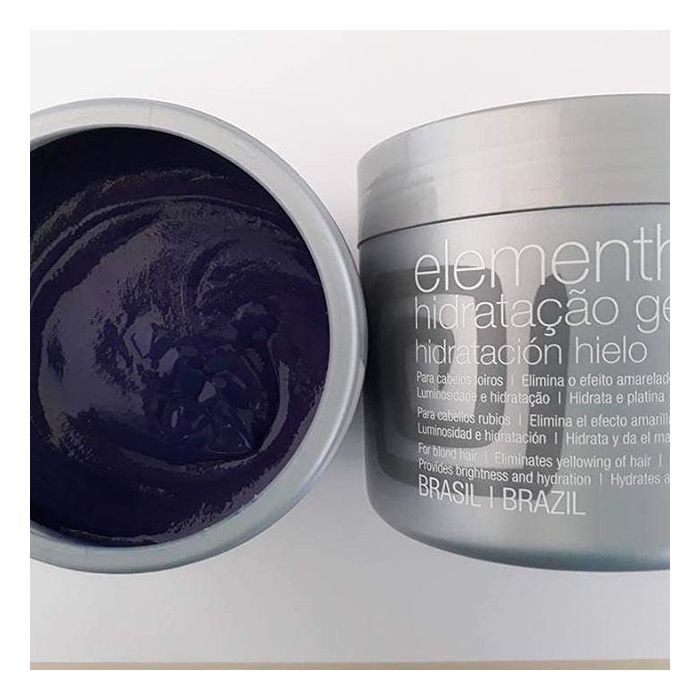 elementh
hidratação ge
hidratación hielo
Para cabelos loiros | Elimina o efeito amarelad
Luminosidade e hidratação | Hidrata e platina
Para cabellos rubios | Elimina el efecto amarilla
Luminosidad e hidratación | Hidrata y da el ma
For blond hair | Eliminates yellowing of hair |
Provides brightness and hydration | Hydrates a
BRASIL | BRAZIL